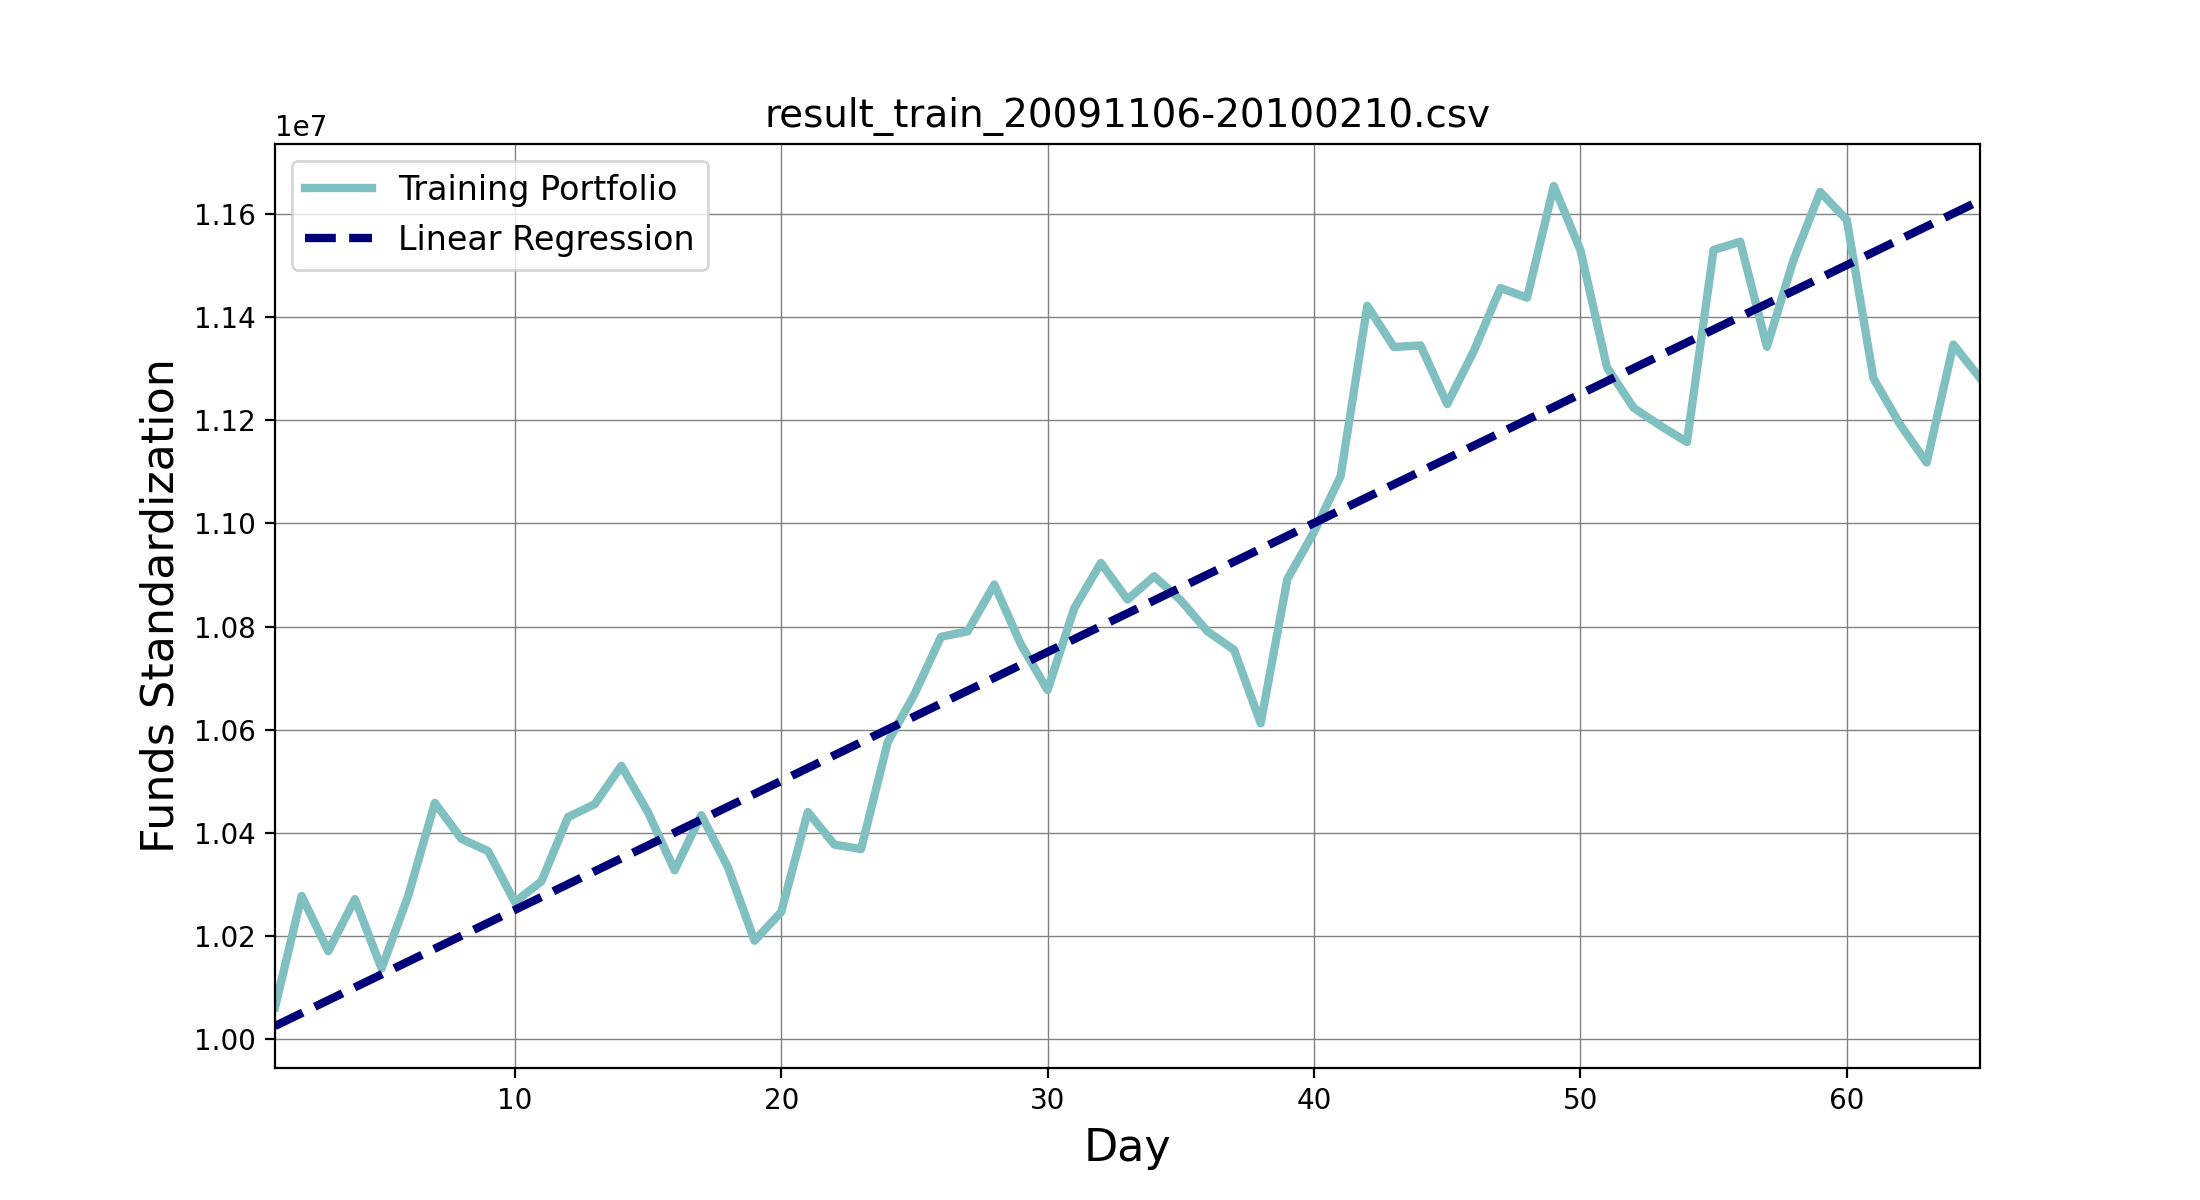 result_train_20091106-20100210.csv
1e7
Training Portfolio
Linear Regression
1.16
1.14
1.12
1.10
1.08
1.06
1.04
1.02
1.00
Funds Standardization
10 20 30 40 50 60
Day